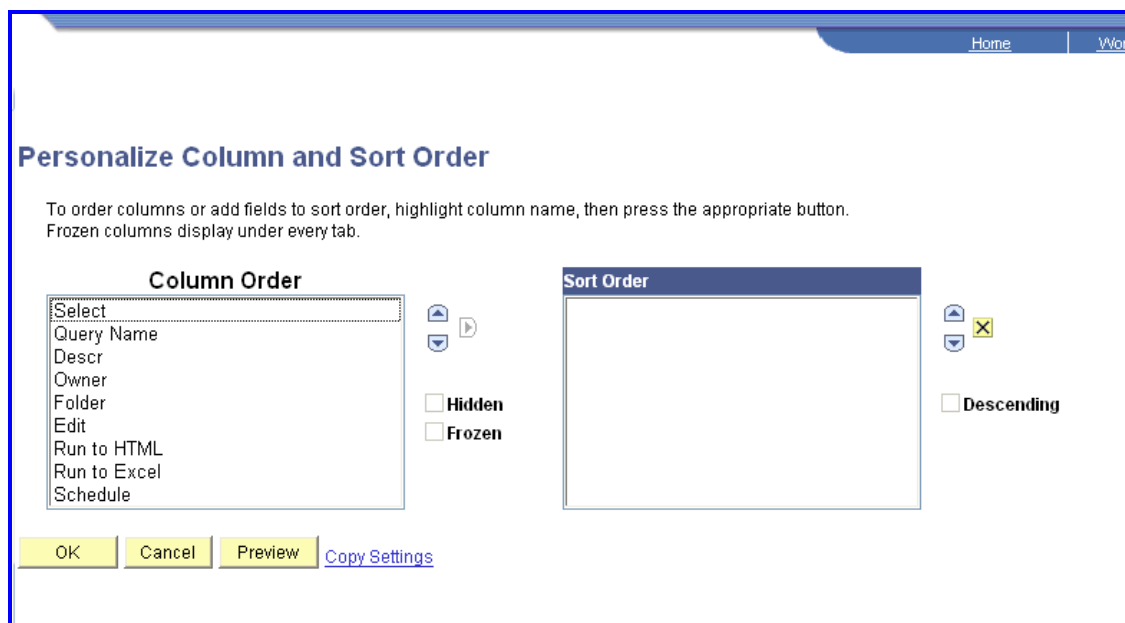 Home
Personalize Column and Sort Order
To order columns or add fields to sort order, highlight column name, then press the appropriate button.
Frozen columns display under every tab.
Column Order
Sort Order
Select
Query Name
Descr
Owner
Folder
Edit
Run to HTML
Run to Excel
Schedule
Hidden
Frozen
Descending
OK Cancel Preview Copy Settings